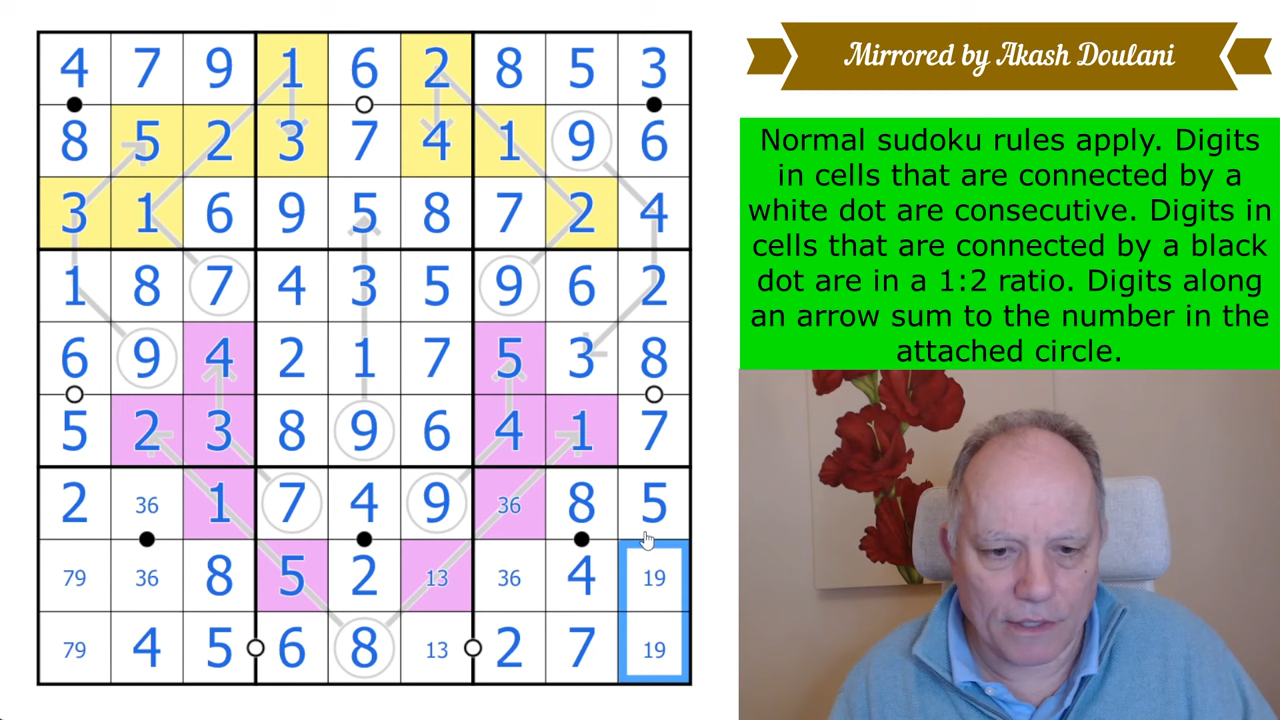 Mirrored by Akash Doulani
4 7 9 1 6 2 8 5 3
8 5 2 3 7 4 1 9 6
3 1 6 9 5 8 7 2 4
1 8 7 4 3 5 9 6 2
6 9 4 2 1 7 5 3 8
5 2 3 8 9 6 4 1 7
2 36 1 7 4 9 36 8 5
79 36 8 5 2 13 36 4 19
79 4 5 6 8 13 2 7 19
Normal sudoku rules apply. Digits
in cells that are connected by a
white dot are consecutive. Digits in
cells that are connected by a black
dot are in a 1:2 ratio. Digits along
an arrow sum to the number in the
attached circle.